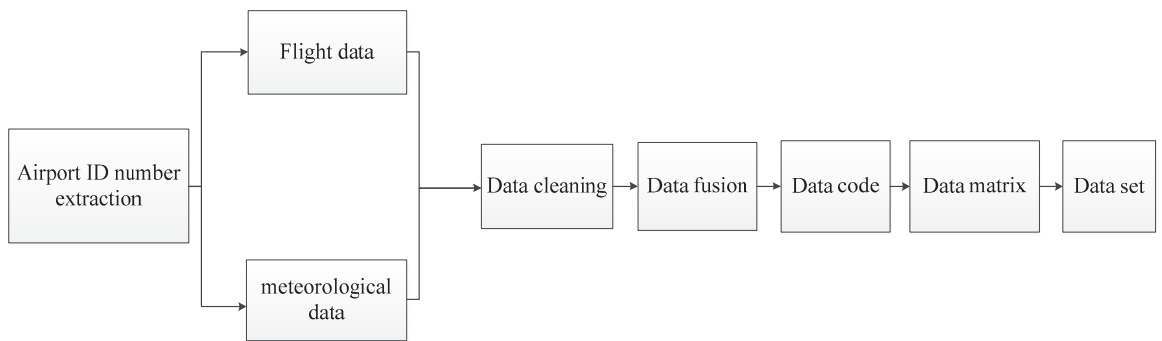 Flight data
Airport ID number
extraction
meteorological
data
Data cleaning
Data fusion
Data code
Data matrix
Data set